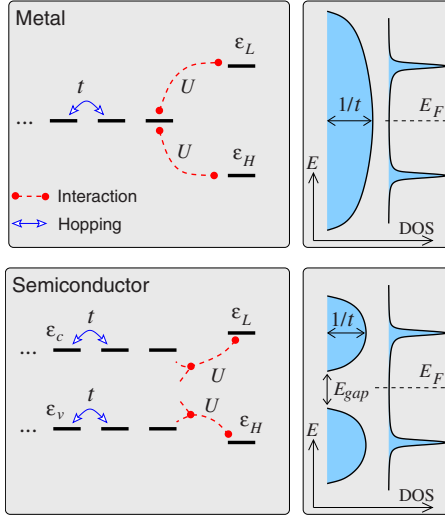 Metal
ε_L
t
U
1/t
E_F
...
U
ε_H
E
Interaction
Hopping
DOS
Semiconductor
ε_L
t
ε_c
1/t
...
U
E_F
t
E_gap
ε_v
U
ε_H
E
...
DOS